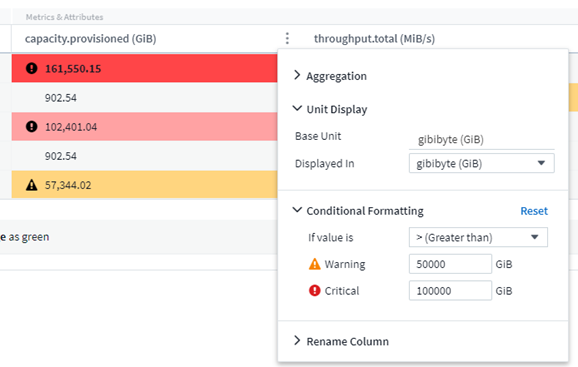 Metrics & Attributes
capacity.provisioned (GiB)
throughput.total (MiB/s)
161,550.15
902.54
102,401.04
902.54
57,344.02
e as green
Aggregation
Unit Display
Base Unit gibibyte (GiB)
Displayed In gibibyte (GiB)
Conditional Formatting Reset
If value is > (Greater than)
Warning 50000 GiB
Critical 100000 GiB
Rename Column